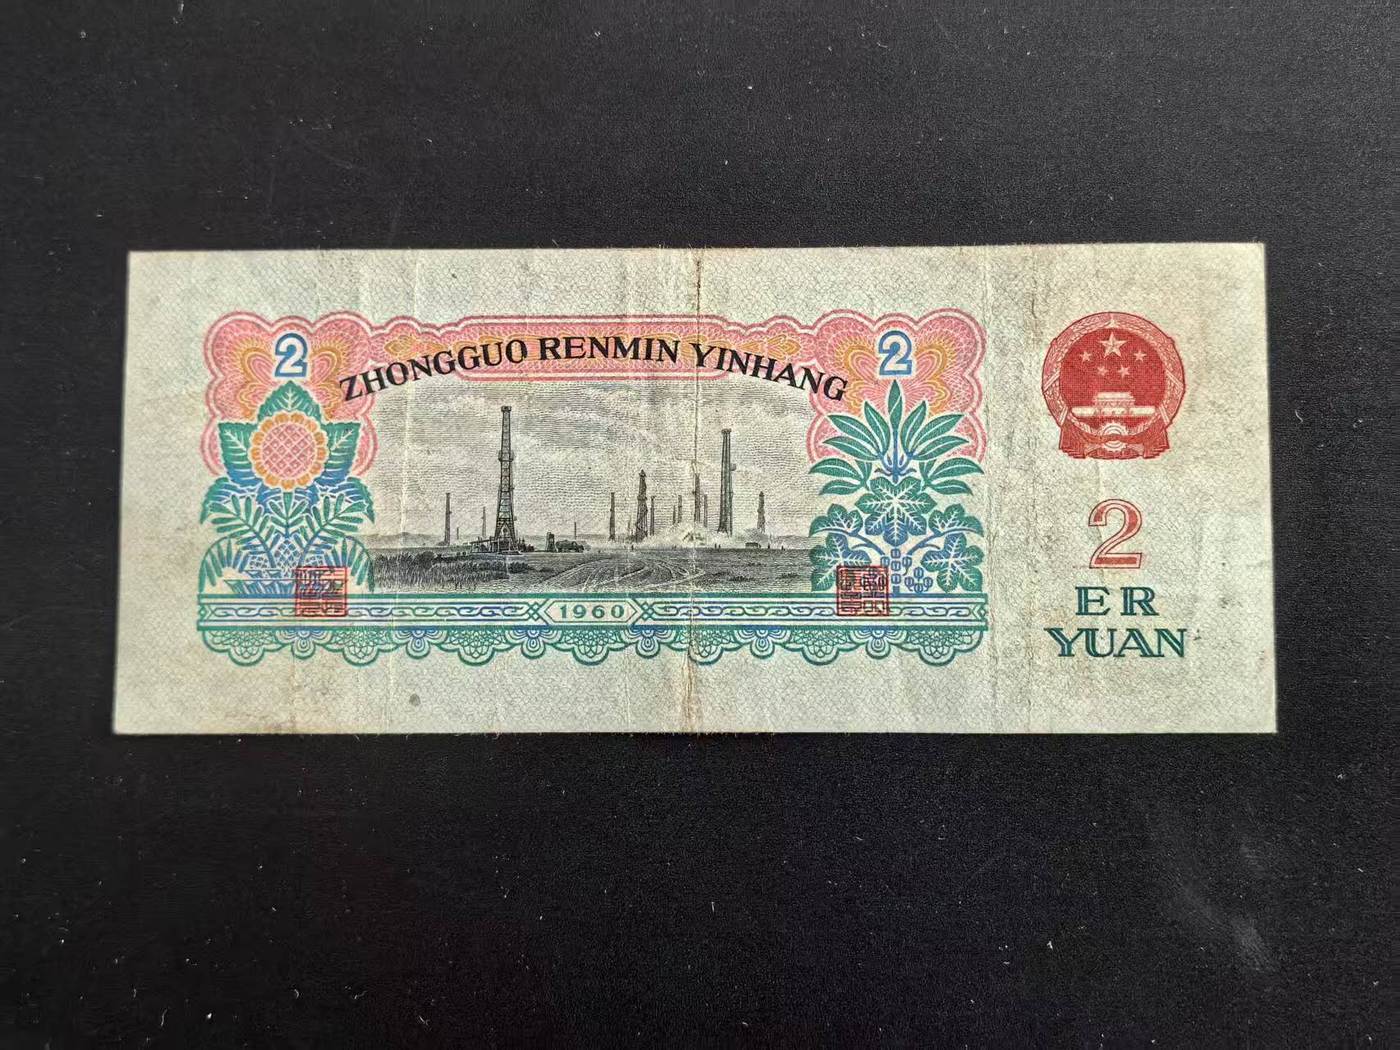 2
2
ZHONGGUO RENMIN YINHANG
1960
2
ER
YUAN